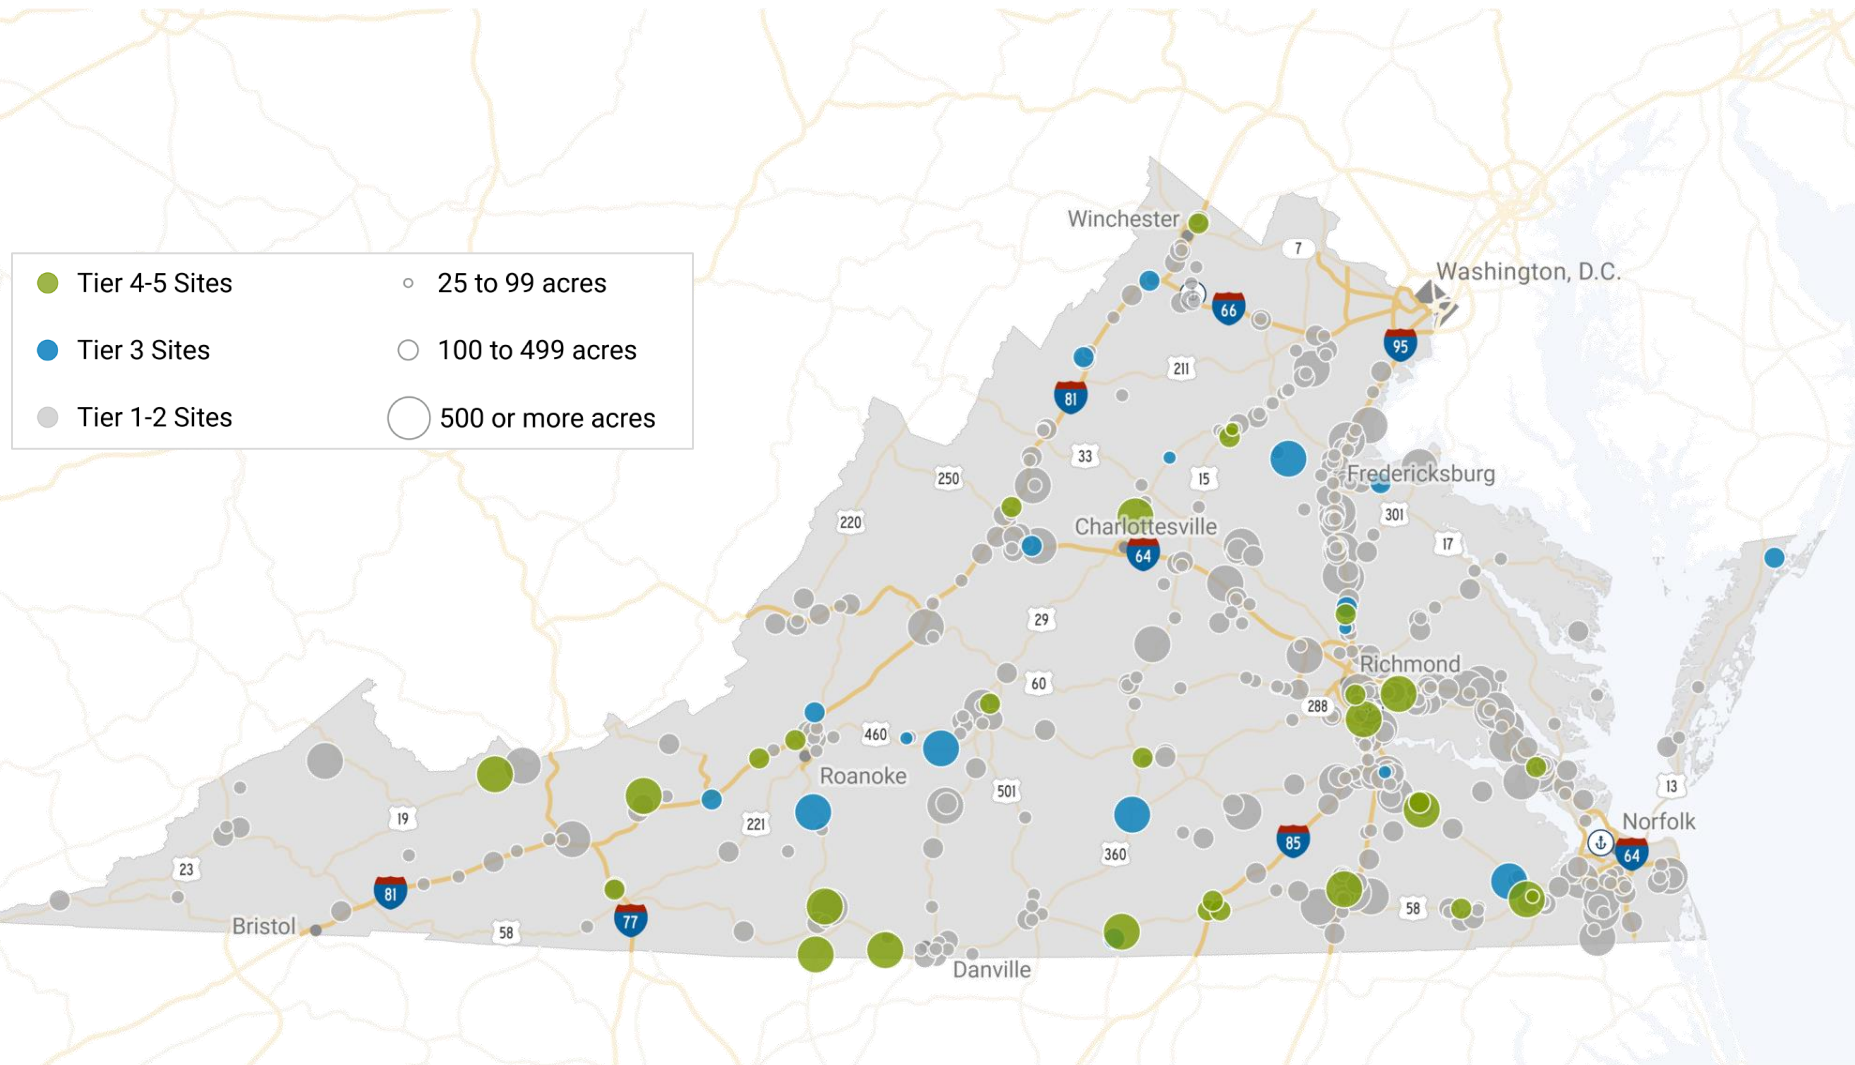 Winchester
7
Washington, D.C.
Tier 4-5 Sites
25 to 99 acres
66
Tier 3 Sites
100 to 499 acres
95
211
81
Tier 1-2 Sites
500 or more acres
33
250
15
Fredericksburg
220
301
Charlottesville
17
64
29
Richmond
60
288
460
Roanoke
501
13
19
221
Norfolk
360
85
64
23
81
58
77
Bristol
58
Danville